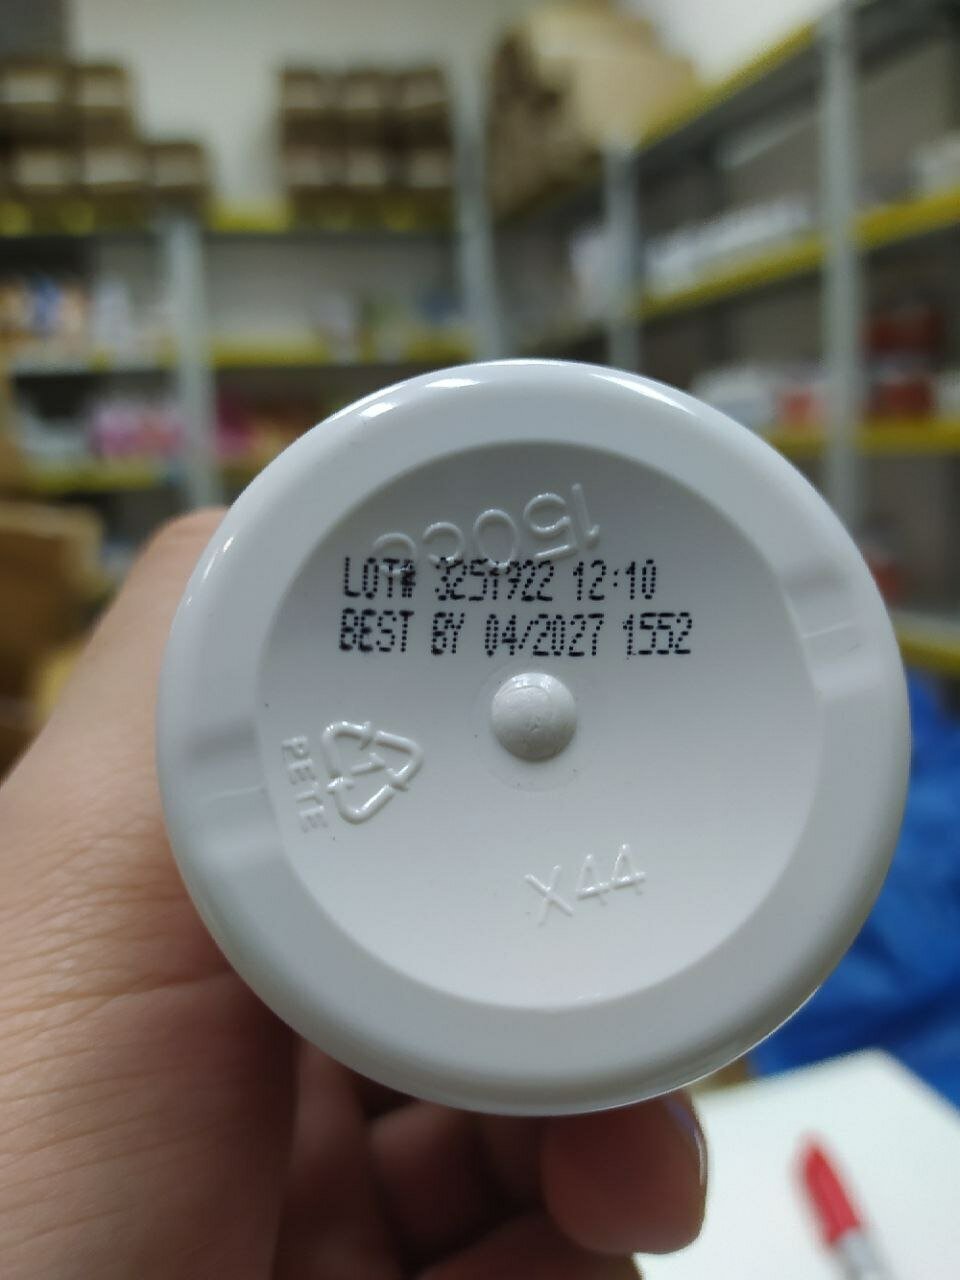 150cc
LOT# 3251922 12:10
BEST BY 04/2027 1552
1
PETE
X44